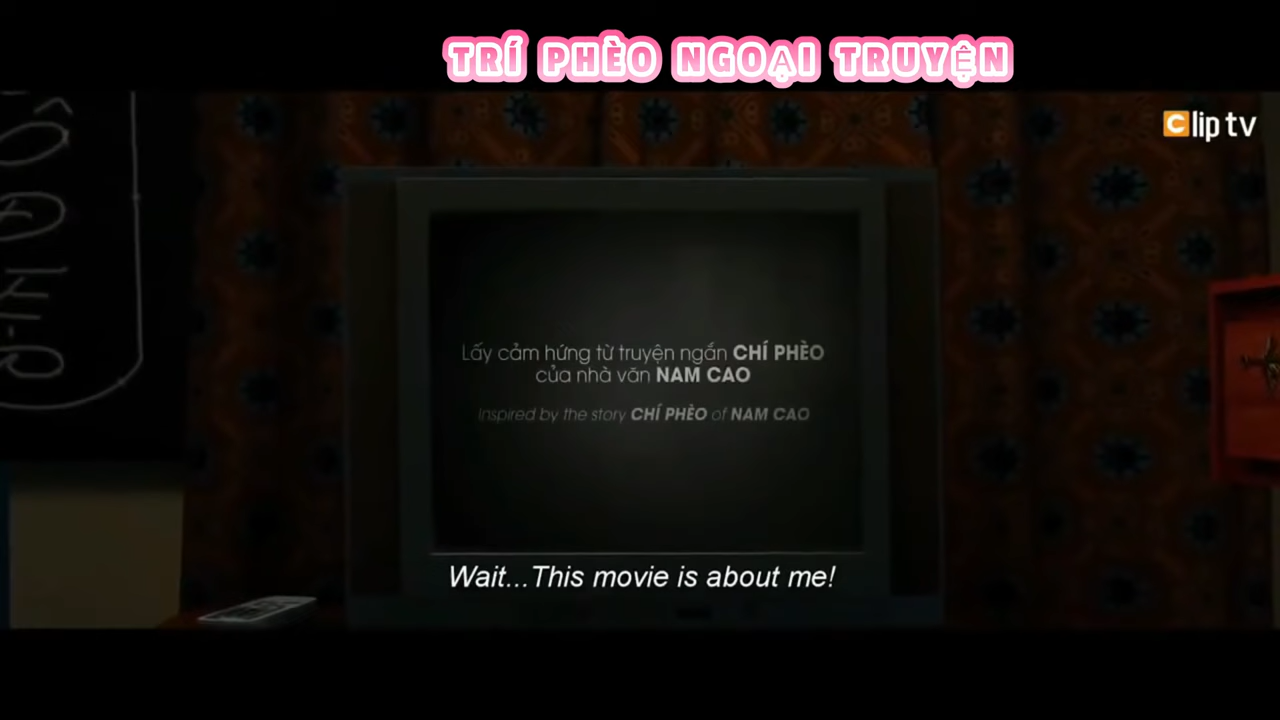 TRÍ PHÈO NGOẠI TRUYỆN
Clip tv
Lấy cảm hứng từ truyện ngắn CHÍ PHÈO
của nhà văn NAM CAO
Inspired by the story CHÍ PHÈO of NAM CAO
Wait...This movie is about me!